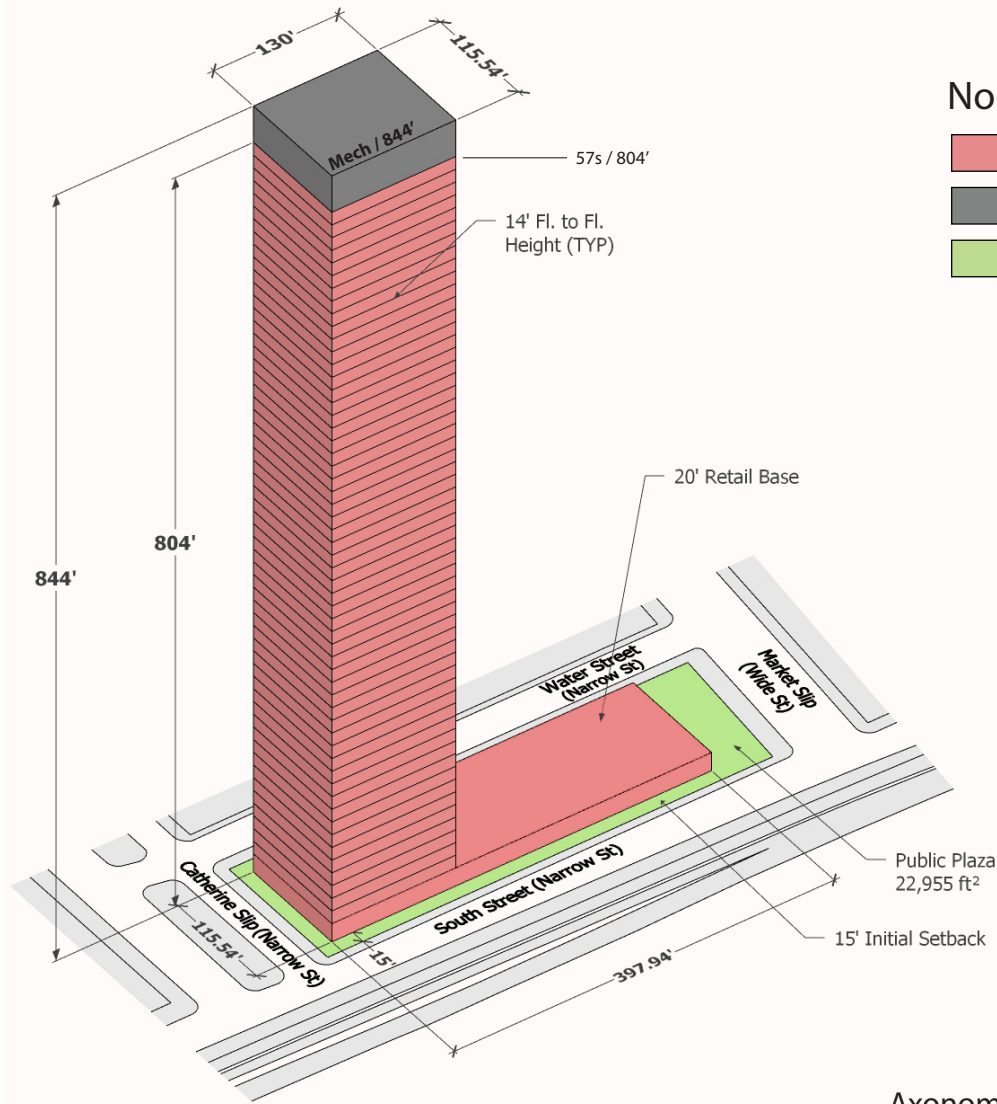 130'
115.54'
No
Mech / 844'
57s / 804'
14' Fl. to Fl.
Height (TYP)
20' Retail Base
804'
844'
Water Street
(Narrow St)
Market Slip
(Wide St)
Catherine Slip (Narrow St)
South Street (Narrow St)
Public Plaza
22,955 ft²
115.54'
15'
15' Initial Setback
397.94'
Axonom